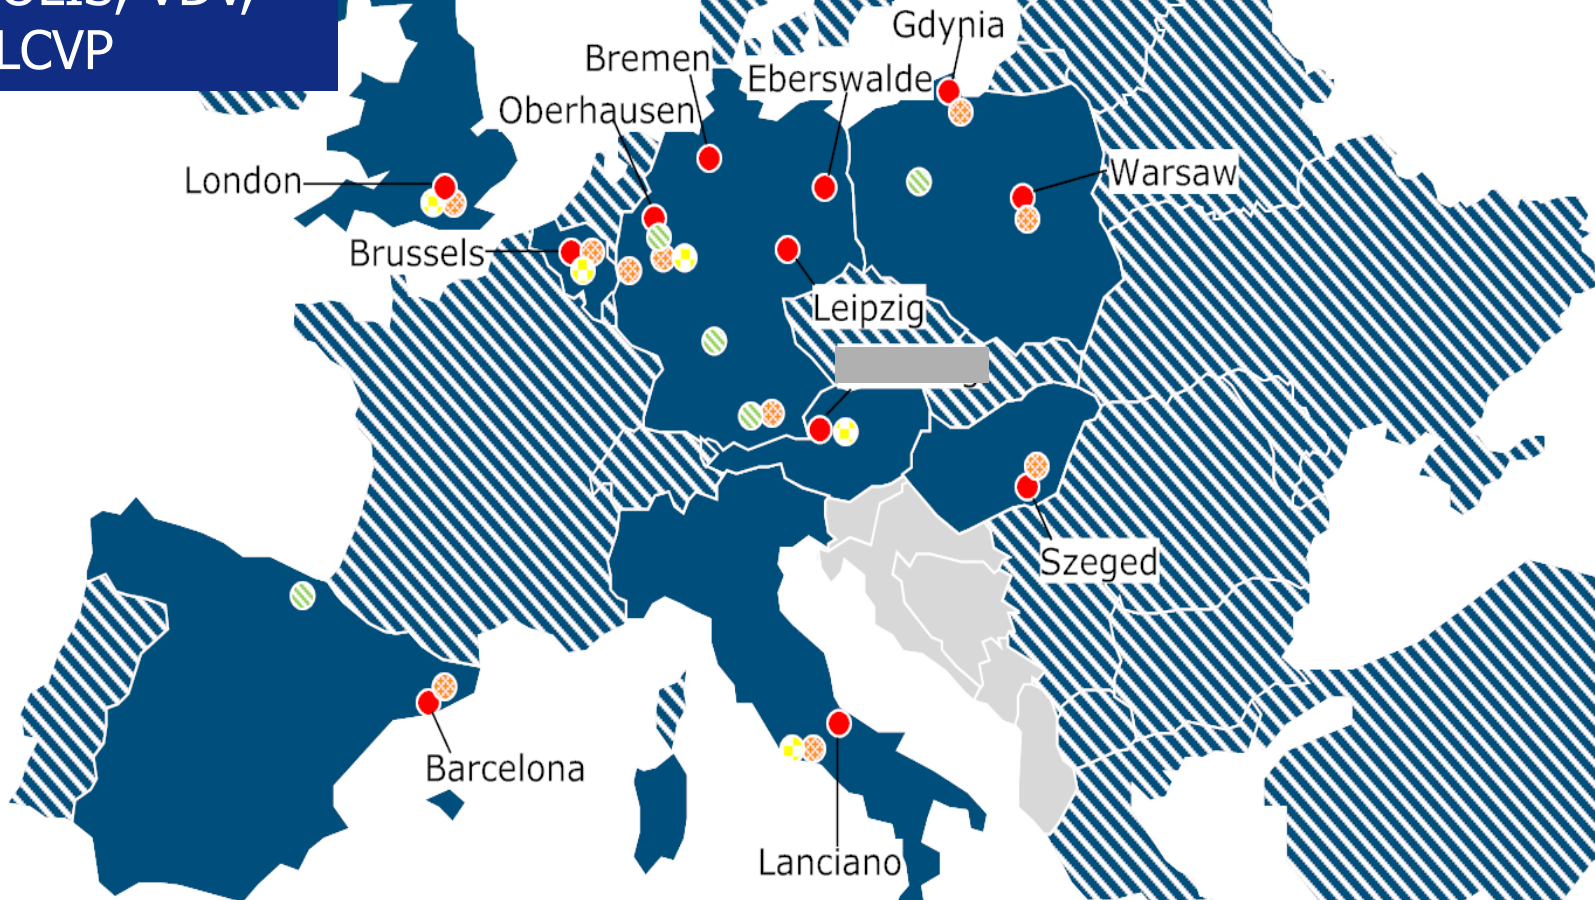 LCVP
Gdynia
Bremen
Eberswalde
Oberhausen
London
Warsaw
Brussels
Leipzig
Szeged
Barcelona
Lanciano